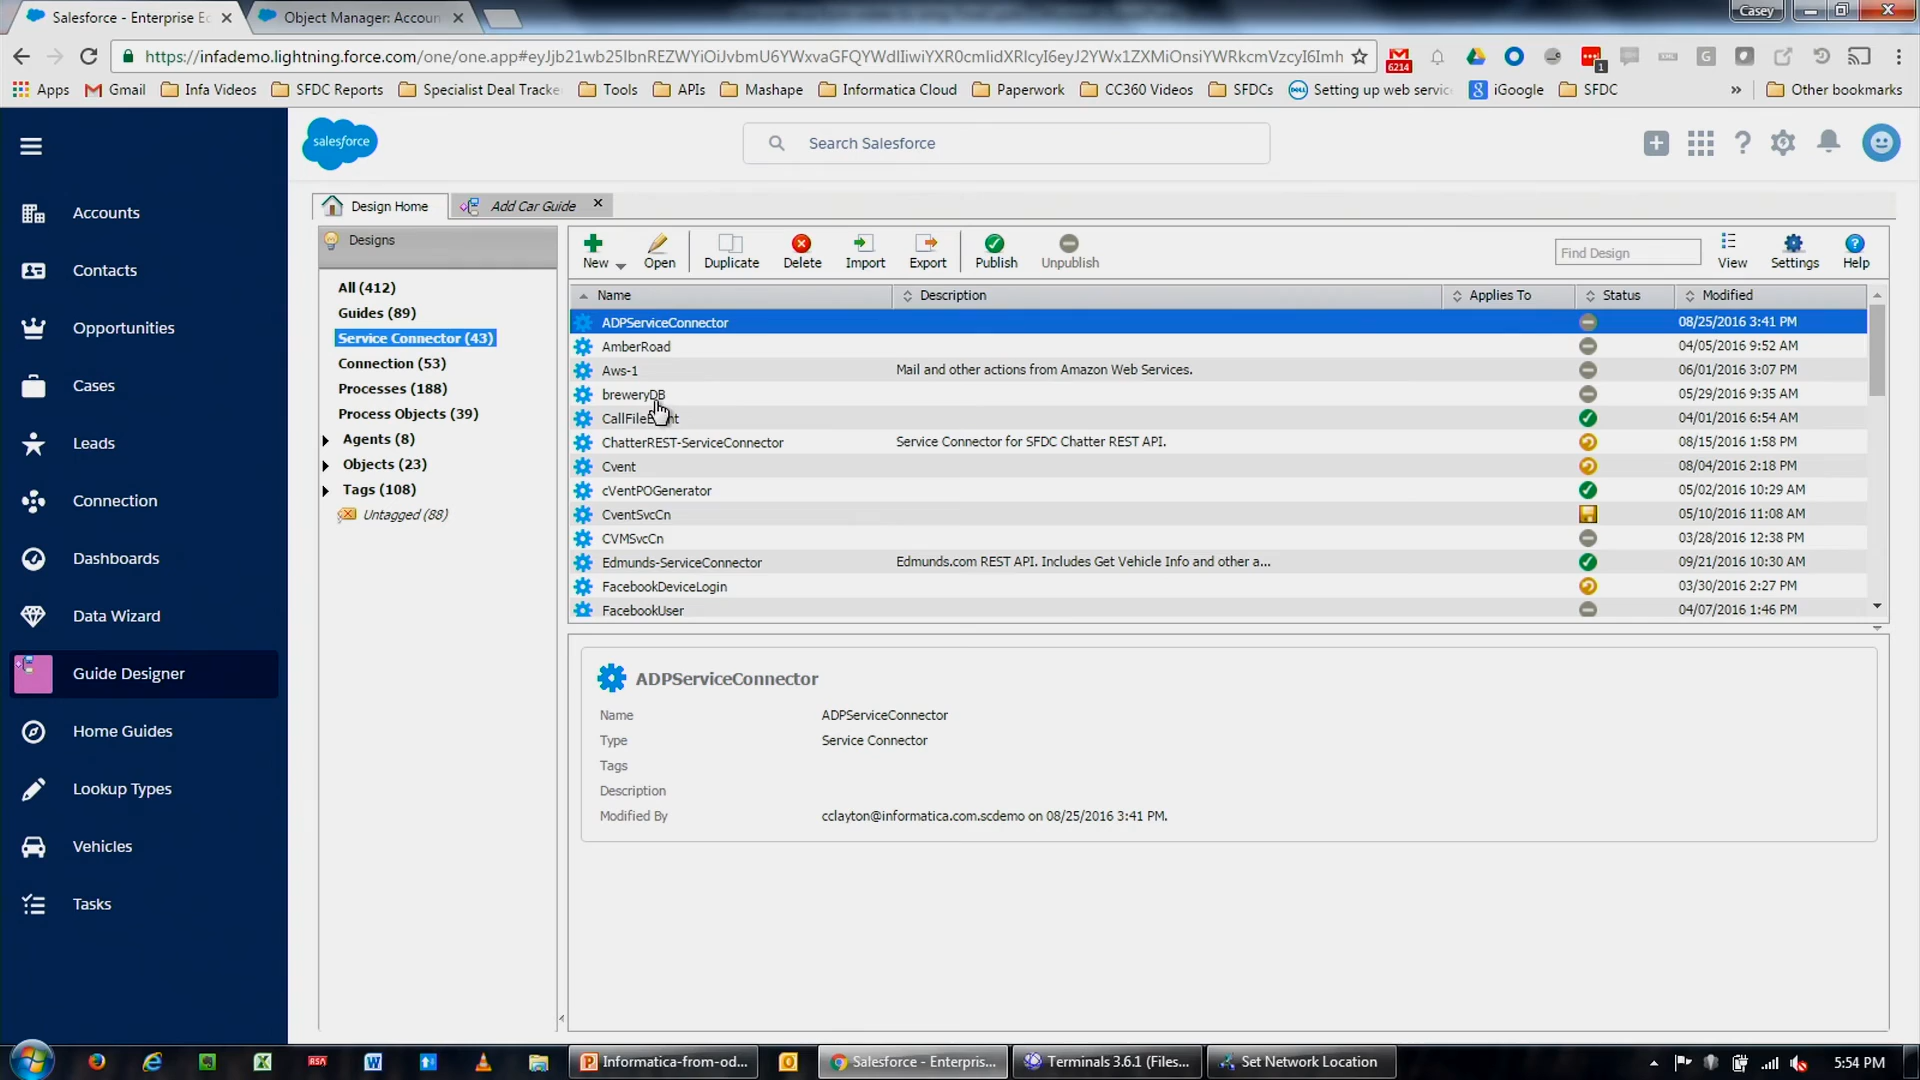 Salesforce - Enterprise Ec
Object Manager: Accoun
Casey
https://infademo.lightning.force.com/one/one.app#eyJjb21wb25lbnREZWYiOiJvbmU6YWxvaGFQYWdlIiwiYXR0cmlidXRlcyI6eyJ2YWx1ZXMiOnsiYWRkcmVzcyI6Imh
6214
1
Apps
Gmail
Infa Videos
SFDC Reports
Specialist Deal Tracke
Tools
APIs
Mashape
Informatica Cloud
Paperwork
CC360 Videos
SFDCs
Setting up web servic
iGoogle
SFDC
»
Other bookmarks
salesforce
Search Salesforce
Accounts
Contacts
Opportunities
Cases
Leads
Connection
Dashboards
Data Wizard
Guide Designer
Home Guides
Lookup Types
Vehicles
Tasks
Design Home
Add Car Guide
Designs
All (412)
Guides (89)
Service Connector (43)
Connection (53)
Processes (188)
Process Objects (39)
Agents (8)
Objects (23)
Tags (108)
Untagged (88)
New
Open
Duplicate
Delete
Import
Export
Publish
Unpublish
Find Design
View
Settings
Help
Name Description Applies To Status Modified
ADPServiceConnector 08/25/2016 3:41 PM
AmberRoad 04/05/2016 9:52 AM
Aws-1 Mail and other actions from Amazon Web Services. 06/01/2016 3:07 PM
breweryDB 05/29/2016 9:35 AM
04/01/2016 6:54 AM
ChatterREST-ServiceConnector Service Connector for SFDC Chatter REST API. 08/15/2016 1:58 PM
Cvent 08/04/2016 2:18 PM
cVentPOGenerator 05/02/2016 10:29 AM
CventSvcCn 05/10/2016 11:08 AM
CVMSvcCn 03/28/2016 12:38 PM
Edmunds-ServiceConnector Edmunds.com REST API. Includes Get Vehicle Info and other a... 09/21/2016 10:30 AM
FacebookDeviceLogin 03/30/2016 2:27 PM
FacebookUser 04/07/2016 1:46 PM
ADPServiceConnector
Name ADPServiceConnector
Type Service Connector
Tags
Description
Modified By cclayton@informatica.com.scdemo on 08/25/2016 3:41 PM.
Informatica-from-od...
Salesforce - Enterpris...
Terminals 3.6.1 (Files...
Set Network Location
5:54 PM